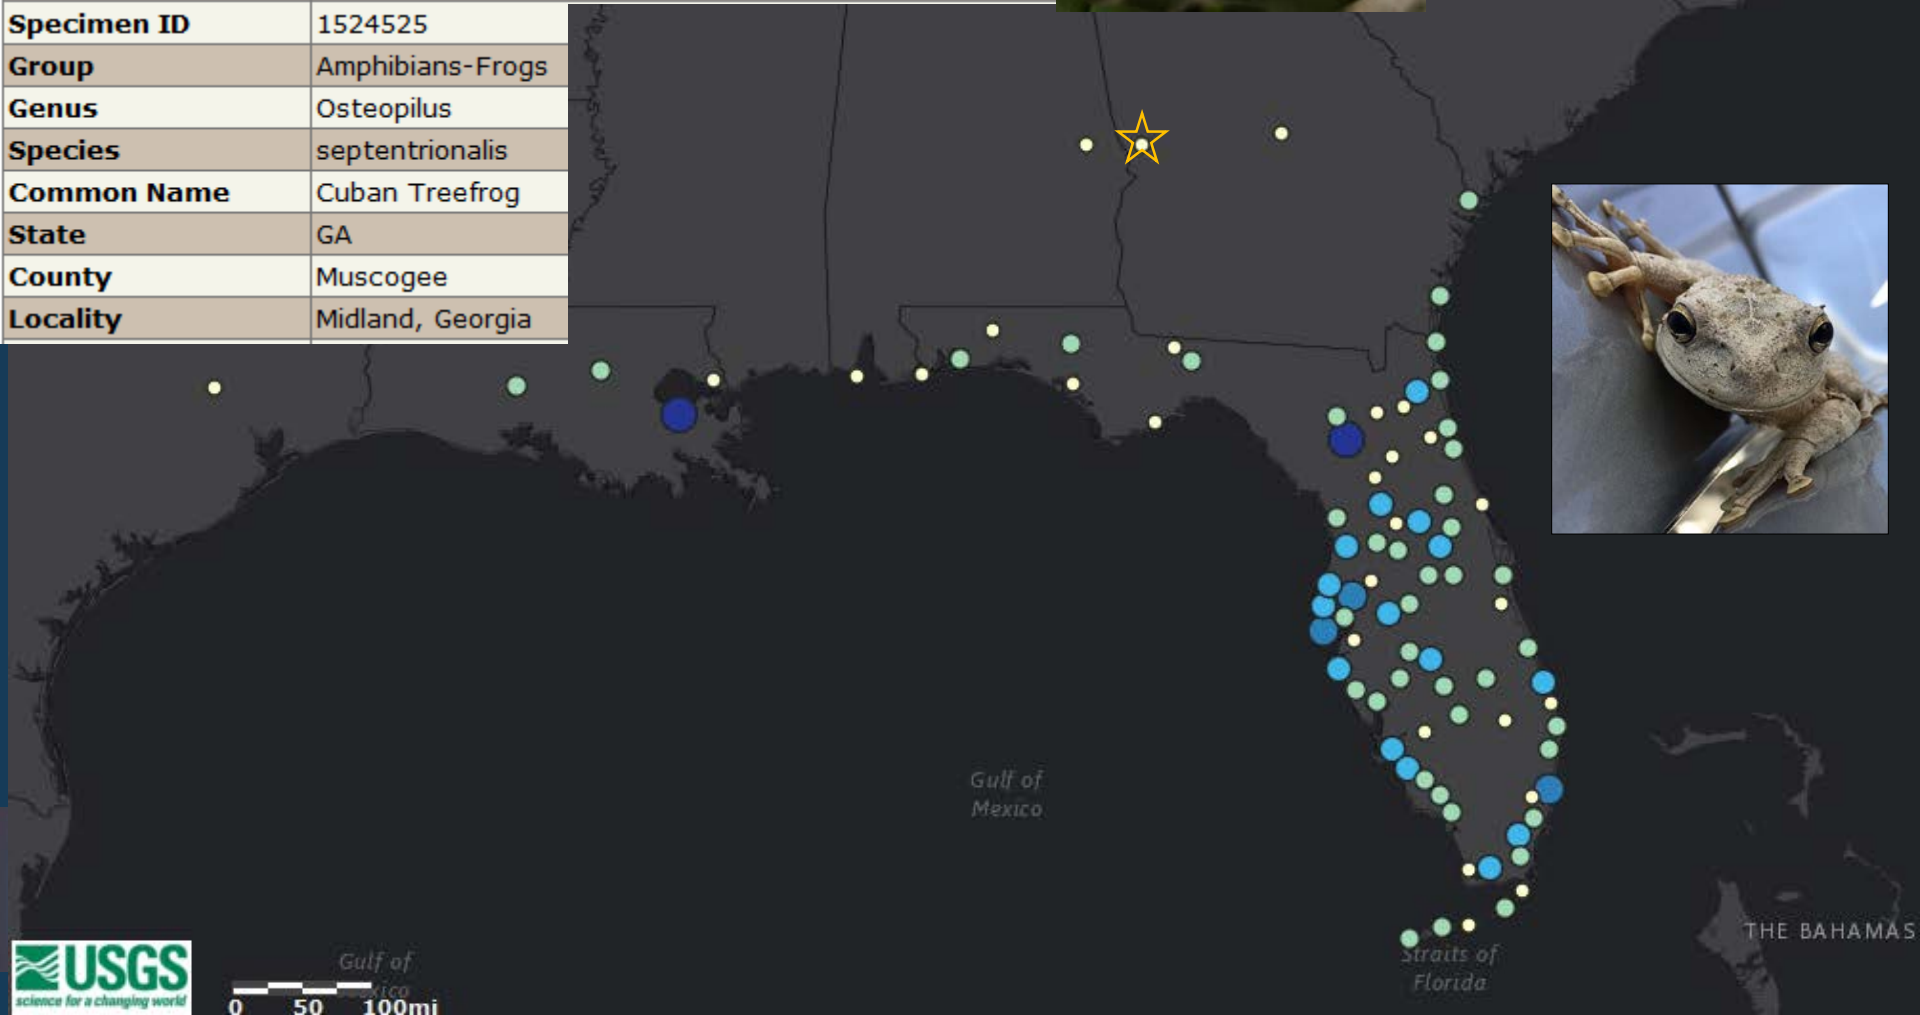 Specimen ID 1524525
Group Amphibians-Frogs
Genus Osteopilus
Species septentrionalis
Common Name Cuban Treefrog
State GA
County Muscogee
Locality Midland, Georgia
Gulf of
Mexico
THE BAHAMAS
Straits of
Florida
Gulf of
Mexico
USGS
science for a changing world
0 50 100mi